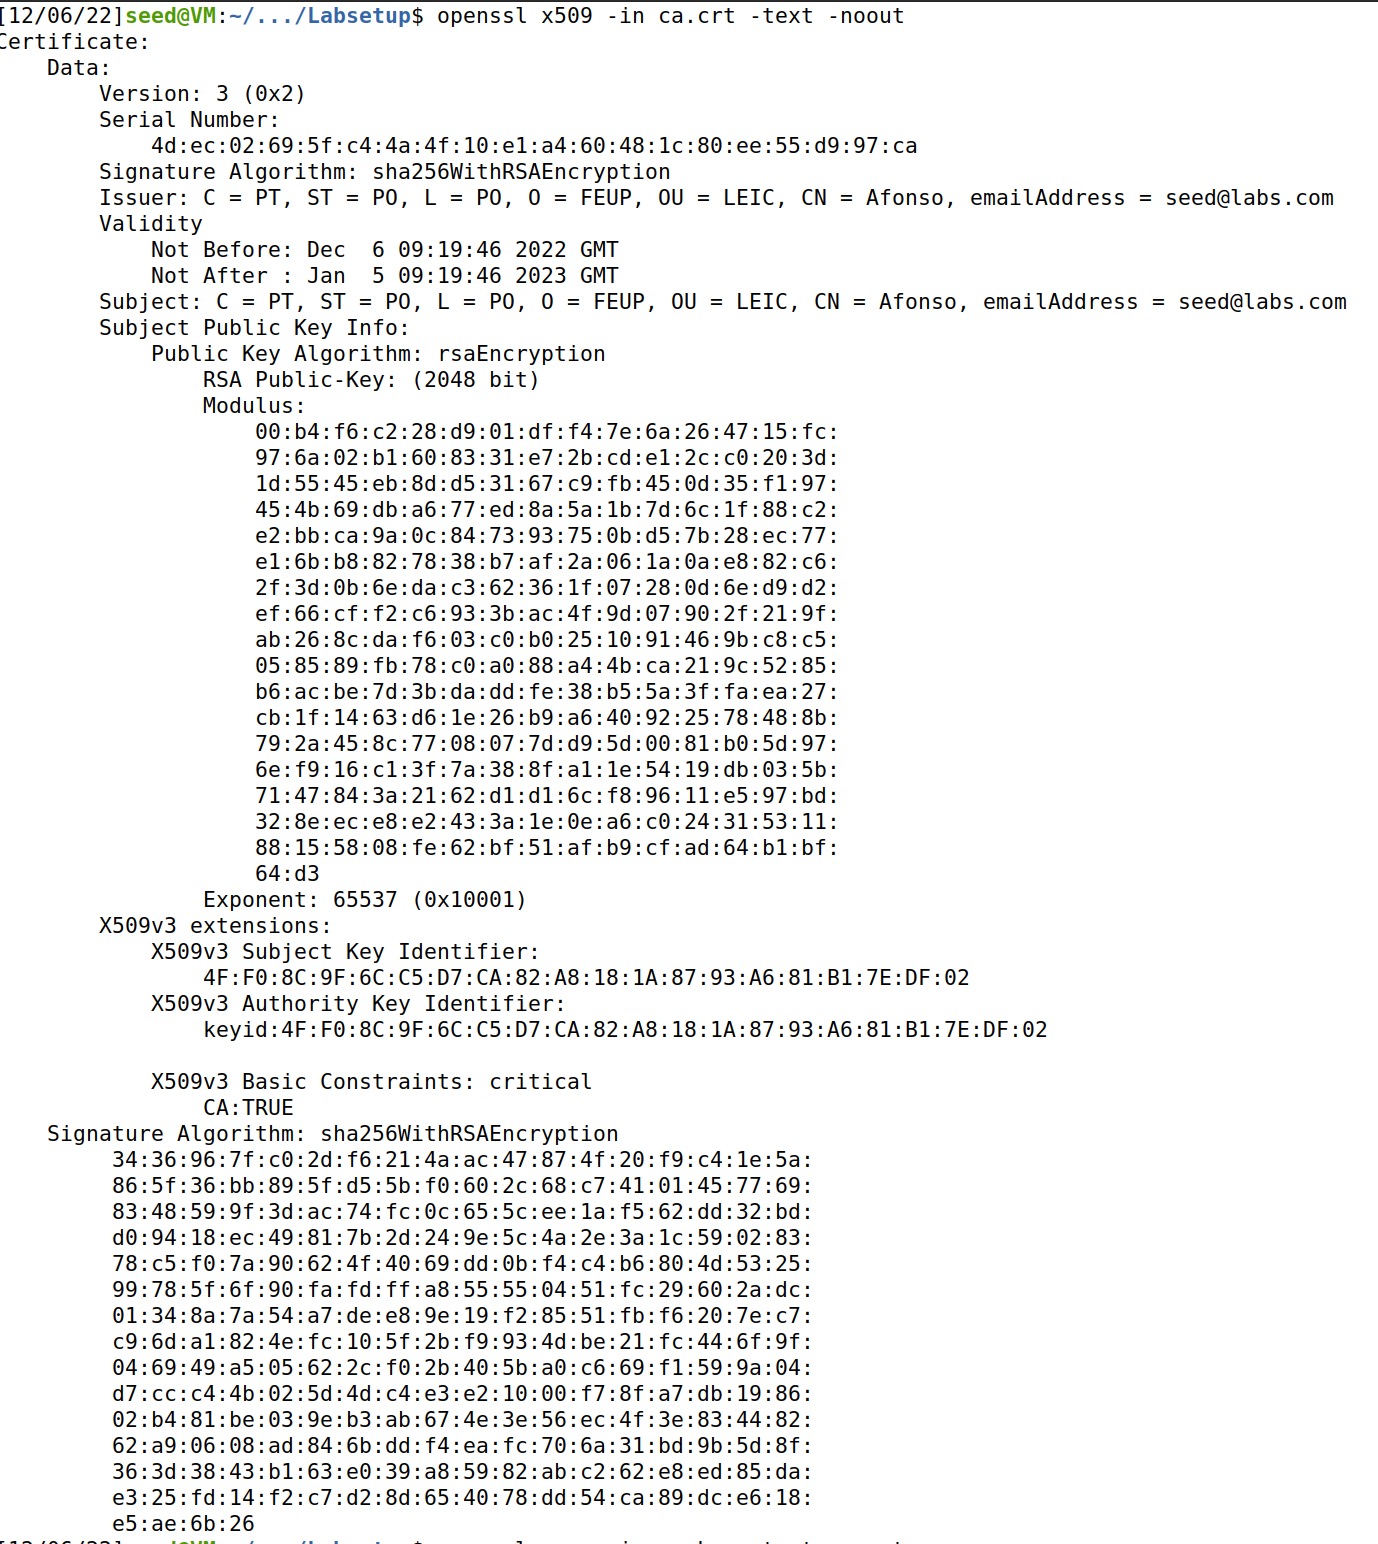 [12/06/22]seed@VM:~/.../Labsetup$ openssl x509 -in ca.crt -text -noout
Certificate:
    Data:
        Version: 3 (0x2)
        Serial Number:
            4d:ec:02:69:5f:c4:4a:4f:10:e1:a4:60:48:1c:80:ee:55:d9:97:ca
        Signature Algorithm: sha256WithRSAEncryption
        Issuer: C = PT, ST = PO, L = PO, O = FEUP, OU = LEIC, CN = Afonso, emailAddress = seed@labs.com
        Validity
            Not Before: Dec  6 09:19:46 2022 GMT
            Not After : Jan  5 09:19:46 2023 GMT
        Subject: C = PT, ST = PO, L = PO, O = FEUP, OU = LEIC, CN = Afonso, emailAddress = seed@labs.com
        Subject Public Key Info:
            Public Key Algorithm: rsaEncryption
                RSA Public-Key: (2048 bit)
                Modulus:
                    00:b4:f6:c2:28:d9:01:df:f4:7e:6a:26:47:15:fc:
                    97:6a:02:b1:60:83:31:e7:2b:cd:e1:2c:c0:20:3d:
                    1d:55:45:eb:8d:d5:31:67:c9:fb:45:0d:35:f1:97:
                    45:4b:69:db:a6:77:ed:8a:5a:1b:7d:6c:1f:88:c2:
                    e2:bb:ca:9a:0c:84:73:93:75:0b:d5:7b:28:ec:77:
                    e1:6b:b8:82:78:38:b7:af:2a:06:1a:0a:e8:82:c6:
                    2f:3d:0b:6e:da:c3:62:36:1f:07:28:0d:6e:d9:d2:
                    ef:66:cf:f2:c6:93:3b:ac:4f:9d:07:90:2f:21:9f:
                    ab:26:8c:da:f6:03:c0:b0:25:10:91:46:9b:c8:c5:
                    05:85:89:fb:78:c0:a0:88:a4:4b:ca:21:9c:52:85:
                    b6:ac:be:7d:3b:da:dd:fe:38:b5:5a:3f:fa:ea:27:
                    cb:1f:14:63:d6:1e:26:b9:a6:40:92:25:78:48:8b:
                    79:2a:45:8c:77:08:07:7d:d9:5d:00:81:b0:5d:97:
                    6e:f9:16:c1:3f:7a:38:8f:a1:1e:54:19:db:03:5b:
                    71:47:84:3a:21:62:d1:d1:6c:f8:96:11:e5:97:bd:
                    32:8e:ec:e8:e2:43:3a:1e:0e:a6:c0:24:31:53:11:
                    88:15:58:08:fe:62:bf:51:af:b9:cf:ad:64:b1:bf:
                    64:d3
                Exponent: 65537 (0x10001)
        X509v3 extensions:
            X509v3 Subject Key Identifier:
                4F:F0:8C:9F:6C:C5:D7:CA:82:A8:18:1A:87:93:A6:81:B1:7E:DF:02
            X509v3 Authority Key Identifier:
                keyid:4F:F0:8C:9F:6C:C5:D7:CA:82:A8:18:1A:87:93:A6:81:B1:7E:DF:02

            X509v3 Basic Constraints: critical
                CA:TRUE
    Signature Algorithm: sha256WithRSAEncryption
         34:36:96:7f:c0:2d:f6:21:4a:ac:47:87:4f:20:f9:c4:1e:5a:
         86:5f:36:bb:89:5f:d5:5b:f0:60:2c:68:c7:41:01:45:77:69:
         83:48:59:9f:3d:ac:74:fc:0c:65:5c:ee:1a:f5:62:dd:32:bd:
         d0:94:18:ec:49:81:7b:2d:24:9e:5c:4a:2e:3a:1c:59:02:83:
         78:c5:f0:7a:90:62:4f:40:69:dd:0b:f4:c4:b6:80:4d:53:25:
         99:78:5f:6f:90:fa:fd:ff:a8:55:55:04:51:fc:29:60:2a:dc:
         01:34:8a:7a:54:a7:de:e8:9e:19:f2:85:51:fb:f6:20:7e:c7:
         c9:6d:a1:82:4e:fc:10:5f:2b:f9:93:4d:be:21:fc:44:6f:9f:
         04:69:49:a5:05:62:2c:f0:2b:40:5b:a0:c6:69:f1:59:9a:04:
         d7:cc:c4:4b:02:5d:4d:c4:e3:e2:10:00:f7:8f:a7:db:19:86:
         02:b4:81:be:03:9e:b3:ab:67:4e:3e:56:ec:4f:3e:83:44:82:
         62:a9:06:08:ad:84:6b:dd:f4:ea:fc:70:6a:31:bd:9b:5d:8f:
         36:3d:38:43:b1:63:e0:39:a8:59:82:ab:c2:62:e8:ed:85:da:
         e3:25:fd:14:f2:c7:d2:8d:65:40:78:dd:54:ca:89:dc:e6:18:
         e5:ae:6b:26